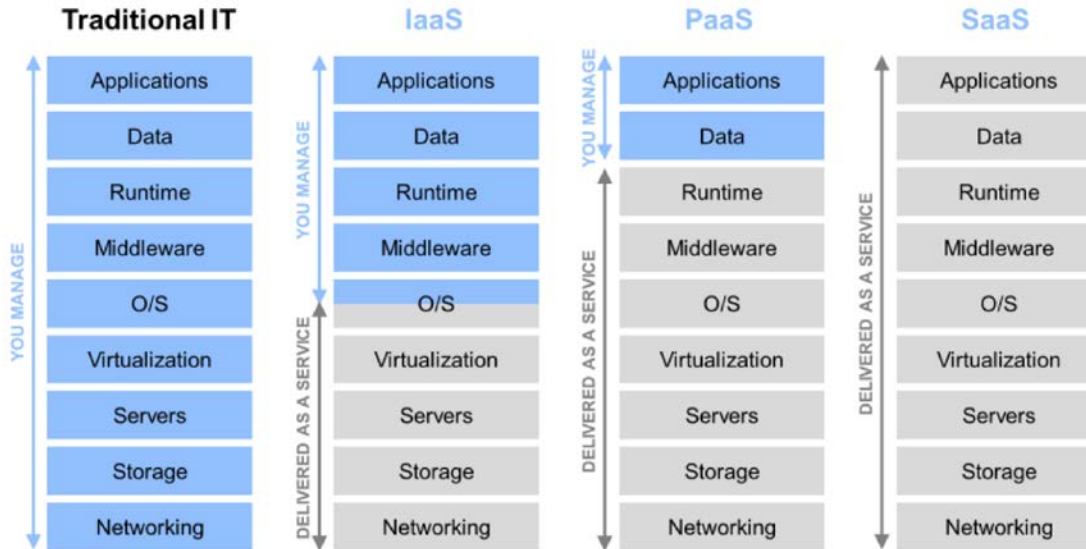 Traditional IT
IaaS
PaaS
SaaS
YOU MANAGE
Applications
Data
Runtime
Middleware
O/S
Virtualization
Servers
Storage
Networking
YOU MANAGE
DELIVERED AS A SERVICE
Applications
Data
Runtime
Middleware
O/S
Virtualization
Servers
Storage
Networking
YOU MANAGE
DELIVERED AS A SERVICE
Applications
Data
Runtime
Middleware
O/S
Virtualization
Servers
Storage
Networking
DELIVERED AS A SERVICE
Applications
Data
Runtime
Middleware
O/S
Virtualization
Servers
Storage
Networking